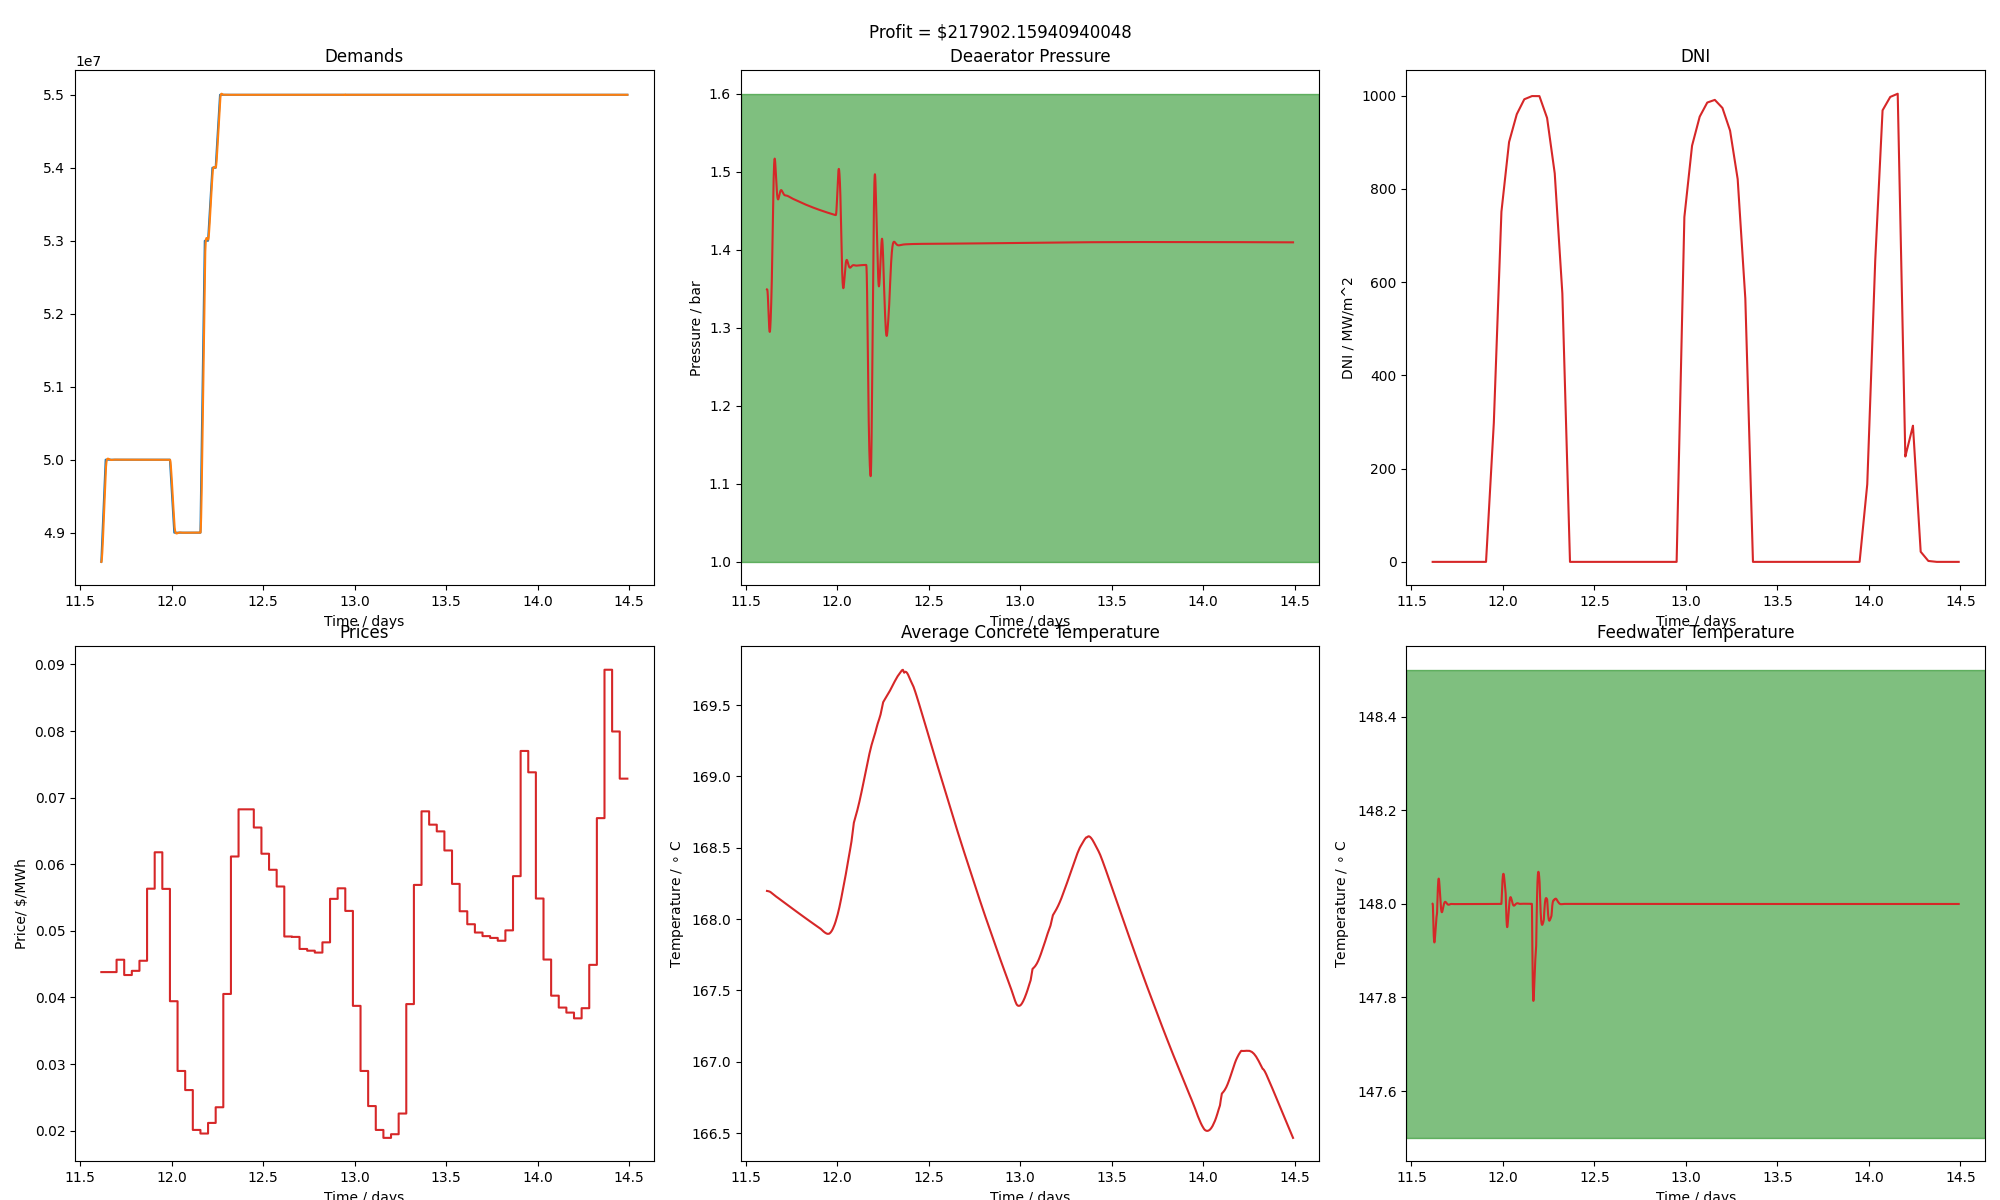 Profit = $217902.15940940048
Demands
1e7
5.5
5.4
5.3
5.2
5.1
5.0
4.9
11.5 12.0 12.5 13.0 13.5 14.0 14.5
Time / days
Deaerator Pressure
Pressure / bar
1.6
1.5
1.4
1.3
1.2
1.1
1.0
11.5 12.0 12.5 13.0 13.5 14.0 14.5
Time / days
DNI
DNI / MW/m^2
1000
800
600
400
200
0
11.5 12.0 12.5 13.0 13.5 14.0 14.5
Time / days
Prices
Price/ $/MWh
0.09
0.08
0.07
0.06
0.05
0.04
0.03
0.02
11.5 12.0 12.5 13.0 13.5 14.0 14.5
Time / days
Average Concrete Temperature
Temperature / ∘ C
169.5
169.0
168.5
168.0
167.5
167.0
166.5
11.5 12.0 12.5 13.0 13.5 14.0 14.5
Time / days
Feedwater Temperature
Temperature / ∘ C
148.4
148.2
148.0
147.8
147.6
11.5 12.0 12.5 13.0 13.5 14.0 14.5
Time / days